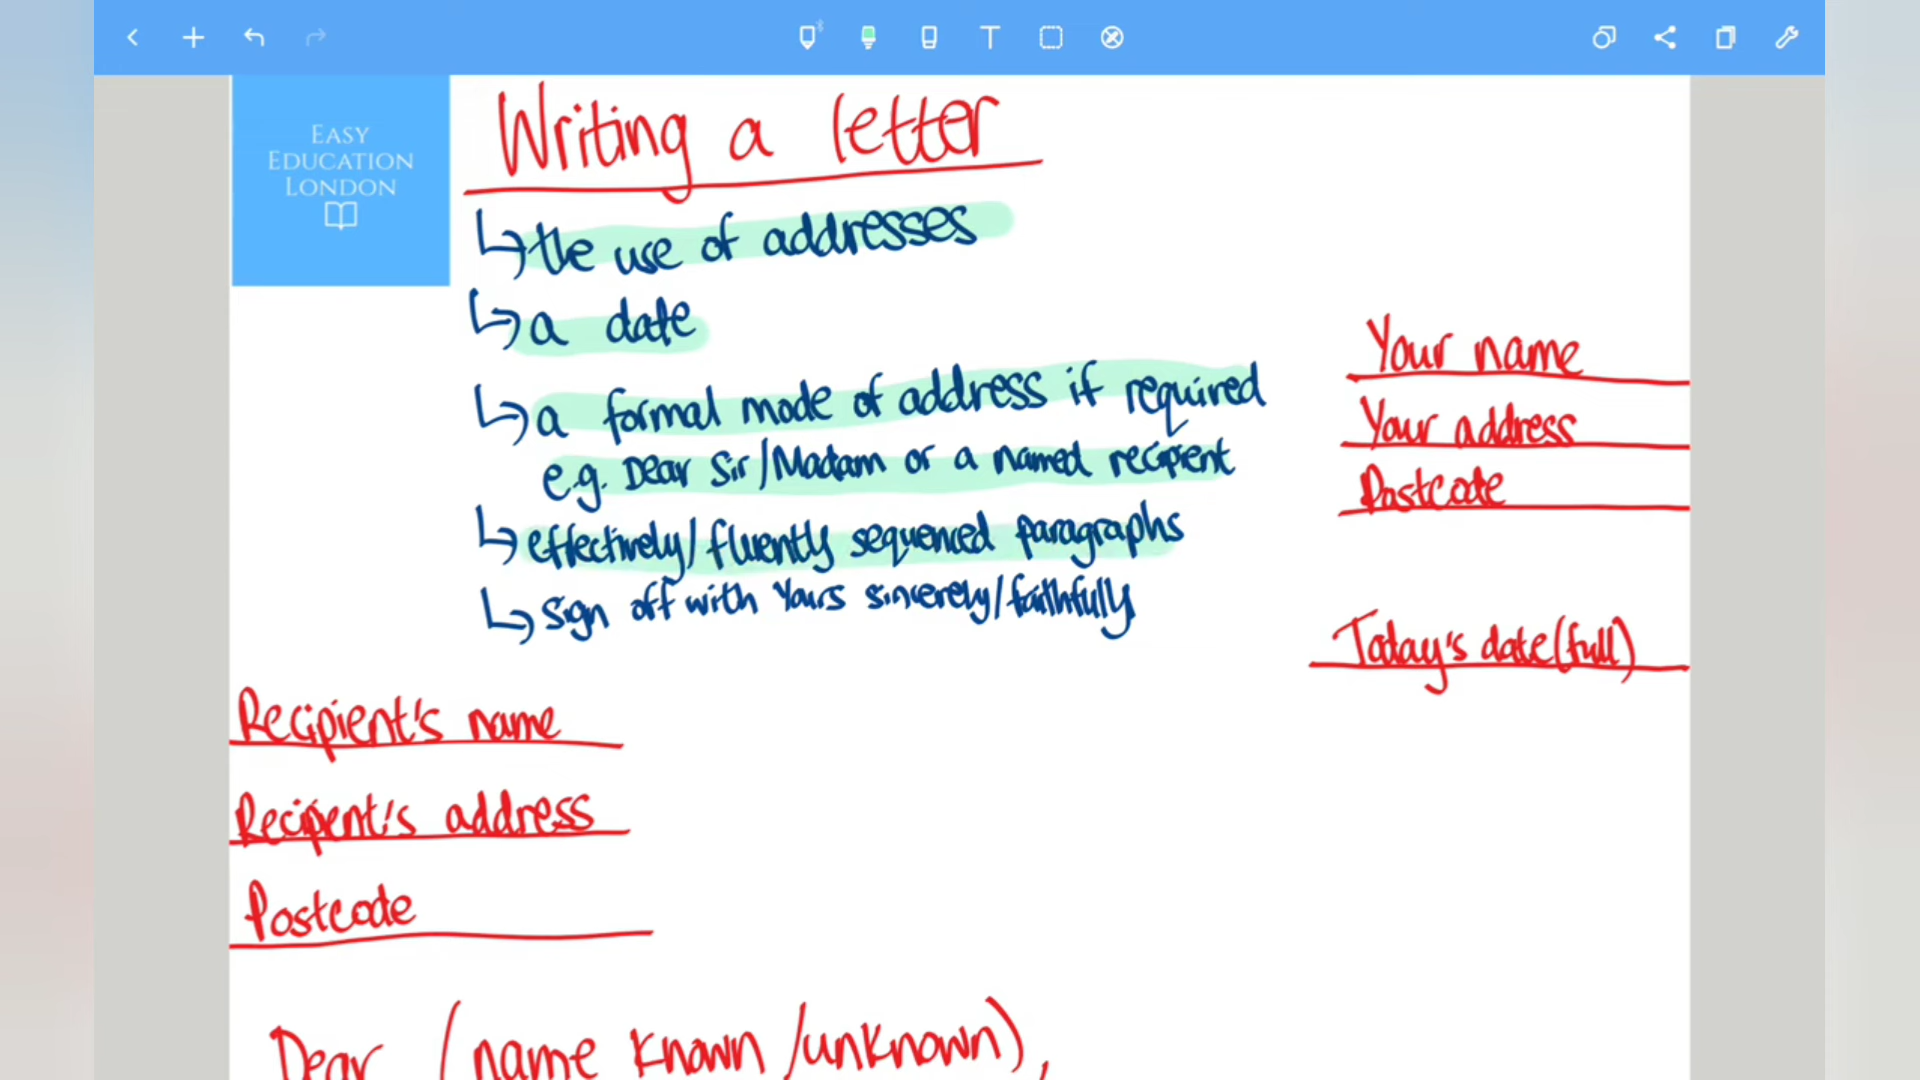 EASY
EDUCATION
LONDON
Writing a letter
the use of addresses
a date
a formal mode of address if required
e.g. Dear Sir/Madam or a named recipient
effectively/fluently sequenced paragraphs
sign off with Yours sincerely/faithfully
Your name
Your address
Postcode
Today's date (full)
Recipient's name
Recipient's address
Postcode
Dear (name known/unknown),